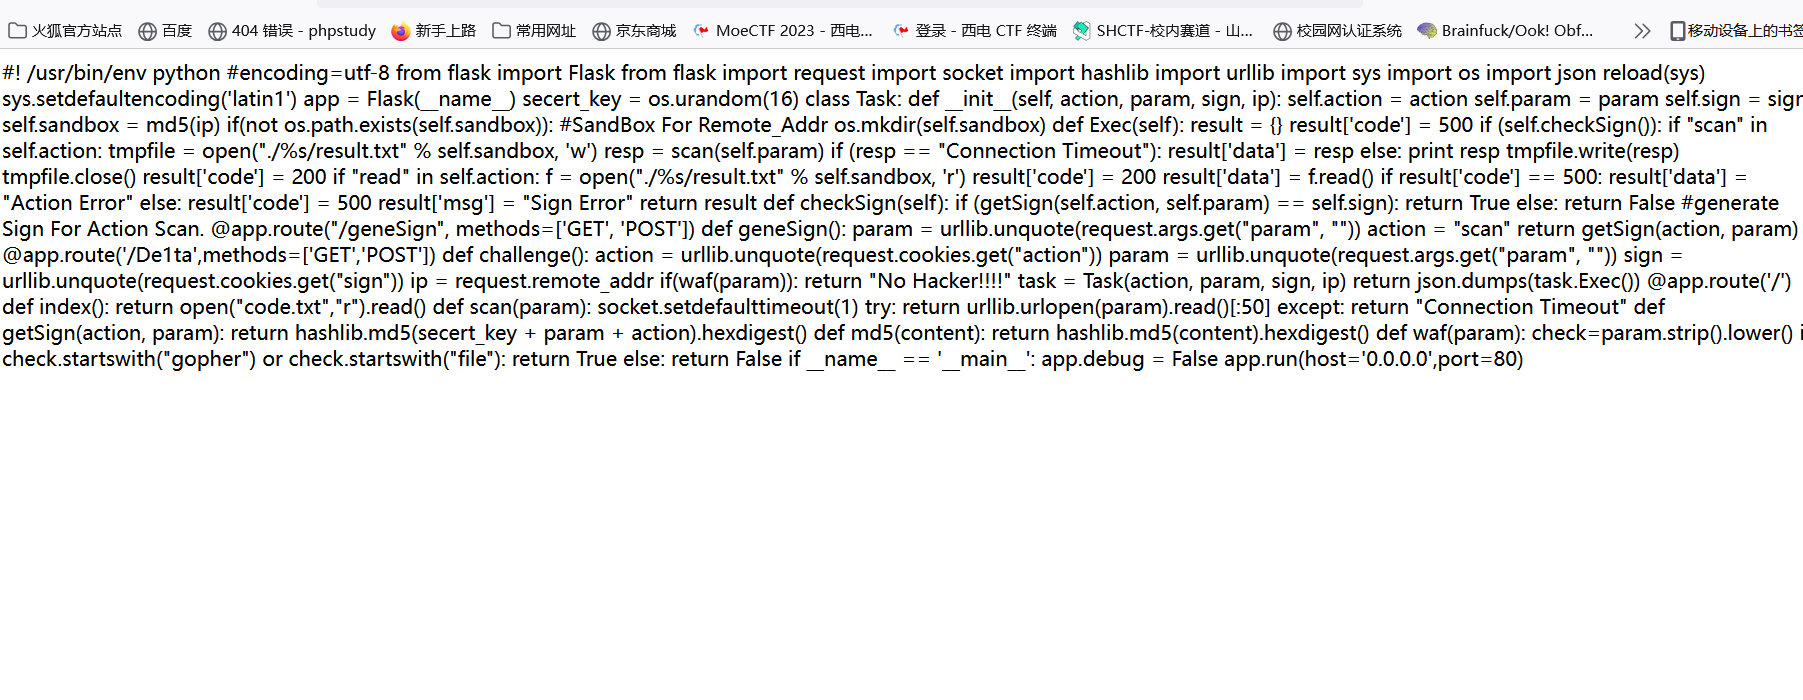 火狐官方站点 百度 404 错误 - phpstudy 新手上路 常用网址 京东商城 MoeCTF 2023 - 西电... 登录 - 西电 CTF 终端 SHCTF-校内赛道 - 山... 校园网认证系统 Brainfuck/Ook! Obf... 移动设备上的书签
#! /usr/bin/env python #encoding=utf-8 from flask import Flask from flask import request import socket import hashlib import urllib import sys import os import json reload(sys)
sys.setdefaultencoding('latin1') app = Flask(__name__) secert_key = os.urandom(16) class Task: def __init__(self, action, param, sign, ip): self.action = action self.param = param self.sign = sign
self.sandbox = md5(ip) if(not os.path.exists(self.sandbox)): #SandBox For Remote_Addr os.mkdir(self.sandbox) def Exec(self): result = {} result['code'] = 500 if (self.checkSign()): if "scan" in
self.action: tmpfile = open("./%s/result.txt" % self.sandbox, 'w') resp = scan(self.param) if (resp == "Connection Timeout"): result['data'] = resp else: print resp tmpfile.write(resp)
tmpfile.close() result['code'] = 200 if "read" in self.action: f = open("./%s/result.txt" % self.sandbox, 'r') result['code'] = 200 result['data'] = f.read() if result['code'] == 500: result['data'] =
"Action Error" else: result['code'] = 500 result['msg'] = "Sign Error" return result def checkSign(self): if (getSign(self.action, self.param) == self.sign): return True else: return False #generate
Sign For Action Scan. @app.route("/geneSign", methods=['GET', 'POST']) def geneSign(): param = urllib.unquote(request.args.get("param", "")) action = "scan" return getSign(action, param)
@app.route('/De1ta',methods=['GET','POST']) def challenge(): action = urllib.unquote(request.cookies.get("action")) param = urllib.unquote(request.args.get("param", "")) sign =
urllib.unquote(request.cookies.get("sign")) ip = request.remote_addr if(waf(param)): return "No Hacker!!!!" task = Task(action, param, sign, ip) return json.dumps(task.Exec()) @app.route('/')
def index(): return open("code.txt","r").read() def scan(param): socket.setdefaulttimeout(1) try: return urllib.urlopen(param).read()[:50] except: return "Connection Timeout" def
getSign(action, param): return hashlib.md5(secert_key + param + action).hexdigest() def md5(content): return hashlib.md5(content).hexdigest() def waf(param): check=param.strip().lower() i
check.startswith("gopher") or check.startswith("file"): return True else: return False if __name__ == '__main__': app.debug = False app.run(host='0.0.0.0',port=80)